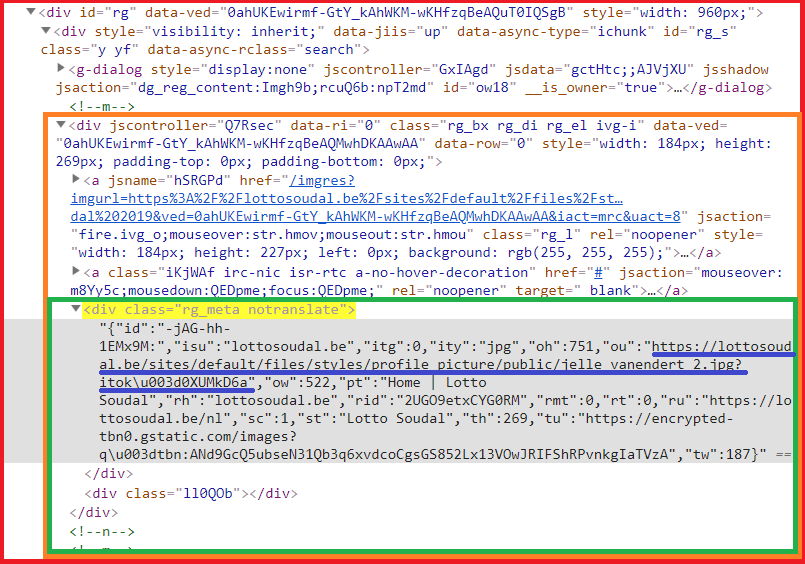 ▼<div id="rg" data-ved="0ahUKEwirmf-GtY_kAhWKM-wKHfzqBeAQuT0IQSgB" style="width: 960px;">
▼<div style="visibility: inherit;" data-jiis="up" data-async-type="ichunk" id="rg_s"
class="y yf" data-async-rclass="search">
▶<g-dialog style="display:none" jscontroller="GxIAgd" jsdata="gctHtc;;AJVjXU" jsshadow
jsaction="dg_reg_content:Imgh9b;rcuQ6b:npT2md" id="ow18" __is_owner="true">…</g-dialog>
<!--m-->
▼<div jscontroller="Q7Rsec" data-ri="0" class="rg_bx rg_di rg_el ivg-i" data-ved=
"0ahUKEwirmf-GtY_kAhWKM-wKHfzqBeAQMwhDKAAwAA" data-row="0" style="width: 184px; height:
269px; padding-top: 0px; padding-bottom: 0px;">
▶<a jsname="hSRGPd" href="/imgres?
imgurl=https%3A%2F%2Flottosoudal.be%2Fsites%2Fdefault%2Ffiles%2Fst…
dal%202019&ved=0ahUKEwirmf-GtY_kAhWKM-wKHfzqBeAQMwhDKAAwAA&iact=mrc&uact=8" jsaction=
"fire.ivg_o;mouseover:str.hmov;mouseout:str.hmou" class="rg_l" rel="noopener" style=
"width: 184px; height: 227px; left: 0px; background: rgb(255, 255, 255);">…</a>
▶<a class="iKjWAf irc-nic isr-rtc a-no-hover-decoration" href="#" jsaction="mouseover:
m8Yy5c;mousedown:QEDpme;focus:QEDpme;" rel="noopener" target="_blank">…</a>
▼<div class="rg_meta notranslate">
"{"id":"-jAG-hh-
1EMx9M:","isu":"lottosoudal.be","itg":0,"ity":"jpg","oh":751,"ou":"https://lottosoud
al.be/sites/default/files/styles/profile_picture/public/jelle_vanendert_2.jpg?
itok\u003d0XUMkD6a","ow":522,"pt":"Home | Lotto
Soudal","rh":"lottosoudal.be","rid":"2UGO9etxCYG0RM","rmt":0,"rt":0,"ru":"https://lo
ttosoudal.be/nl","sc":1,"st":"Lotto Soudal","th":269,"tu":"https://encrypted-
tbn0.gstatic.com/images?
q\u003dtbn:ANd9GcQ5ubseN31Qb3q6xvdcoCgsGS852Lx13VOwJRIFShRPvnkgIaTVzA","tw":187}" ==
</div>
<div class="ll0QOb"></div>
</div>
<!--n-->